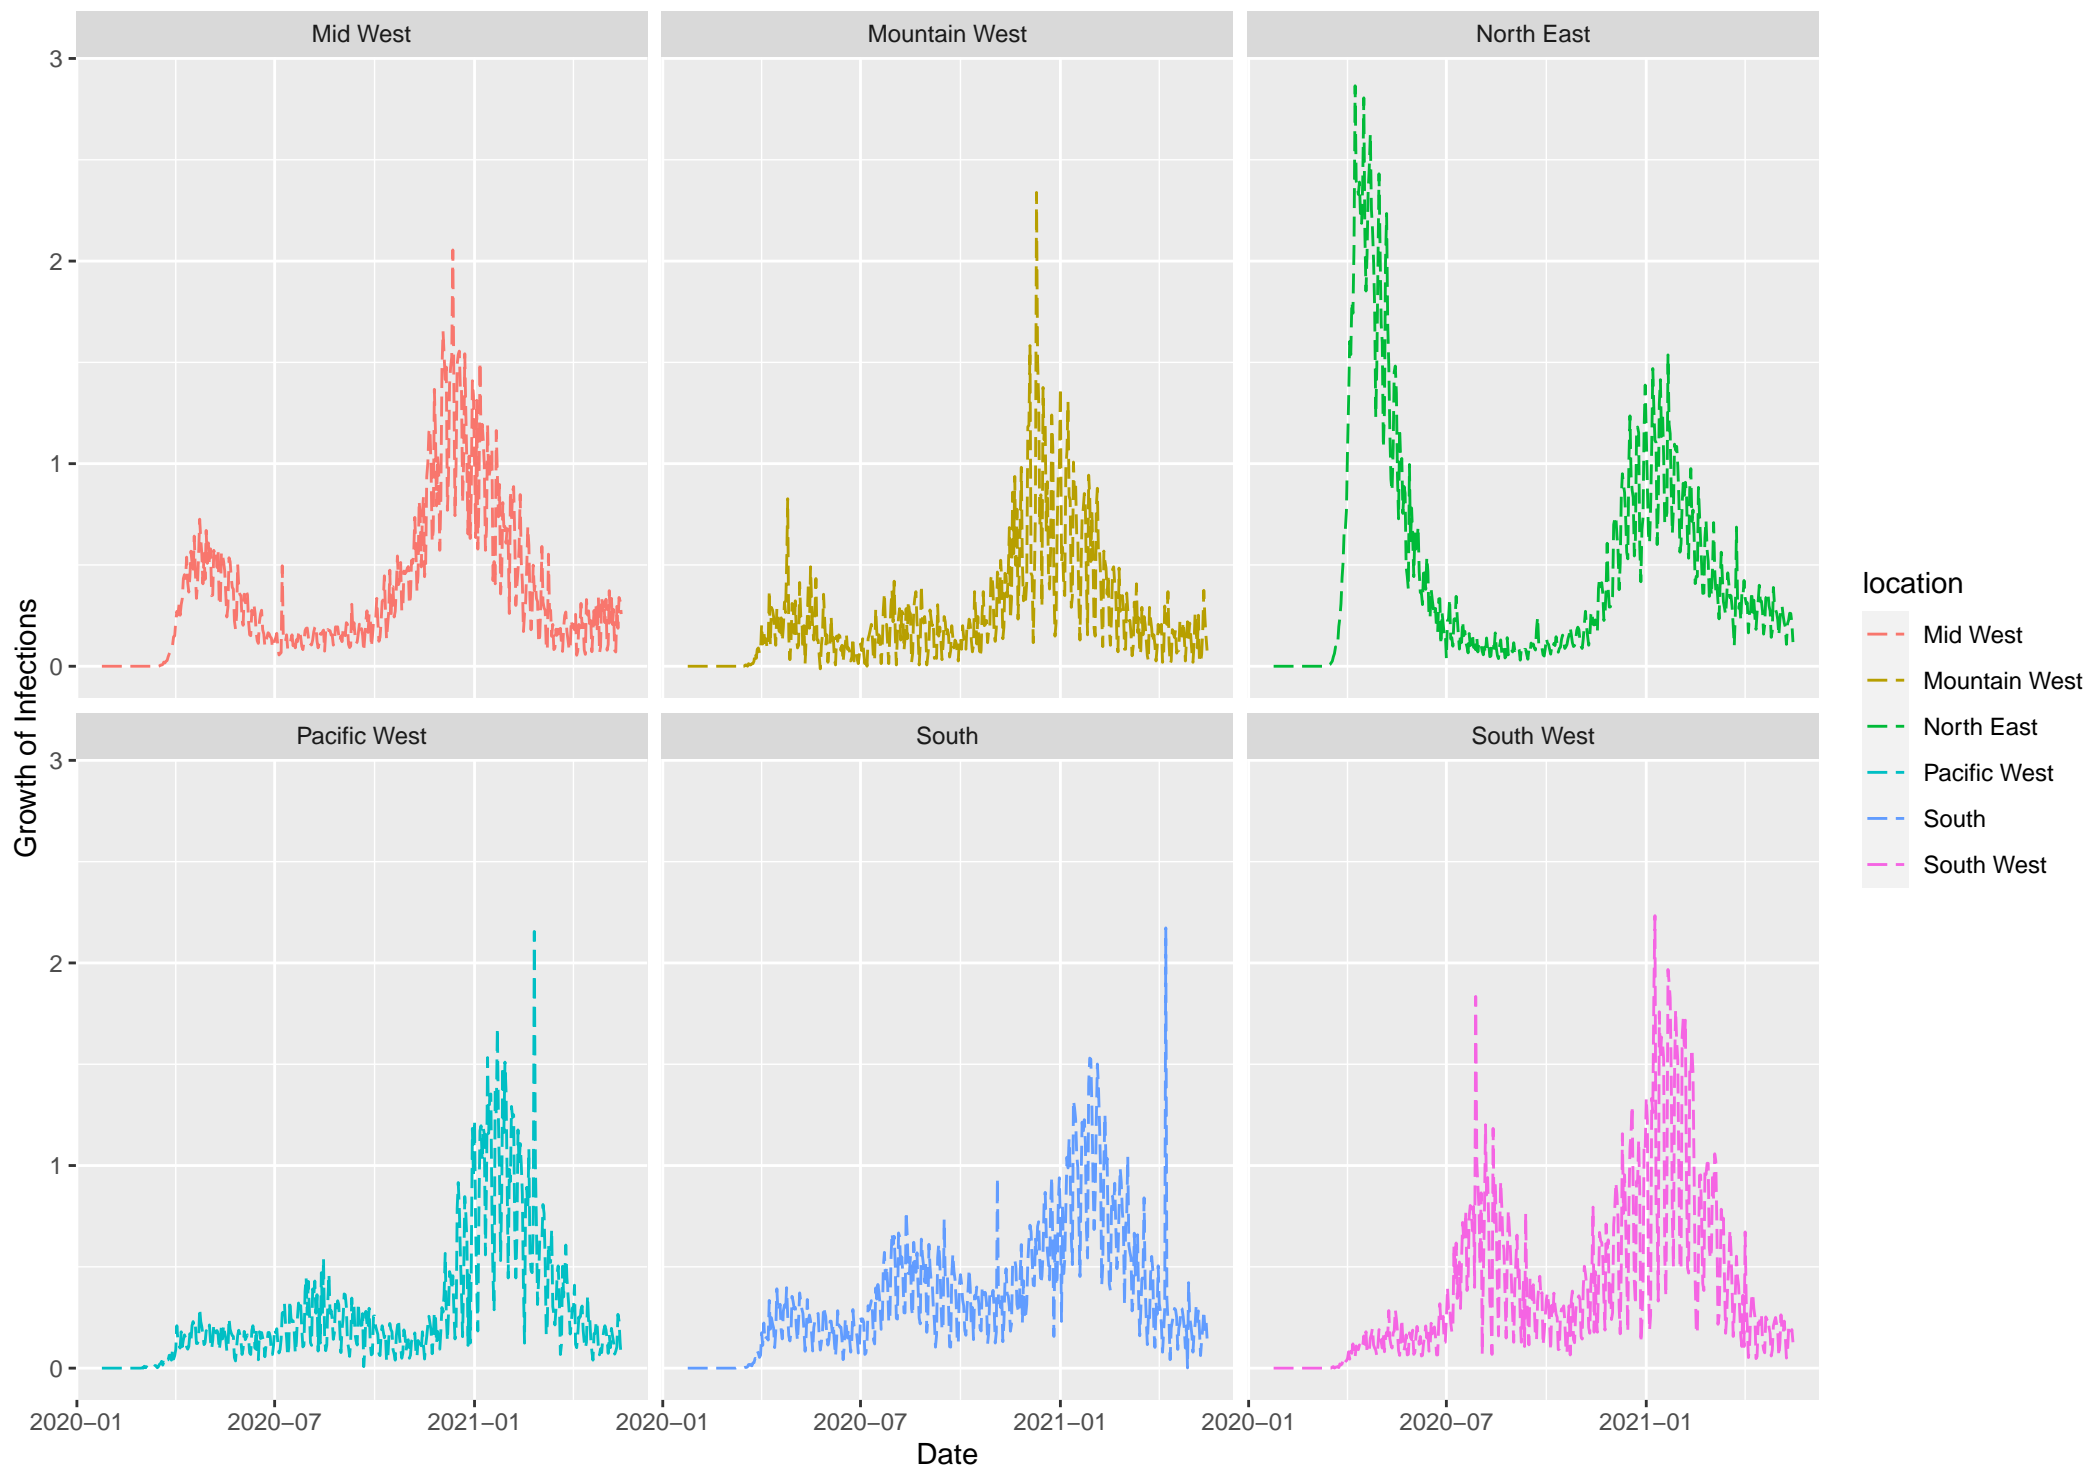 Mid West
Mountain West
North East
3
2
1
0
Pacific West
South
South West
3
2
1
0
Growth of Infections
2020–01
2020–07
2021–01
2020–01
2020–07
2021–01
2020–01
2020–07
2021–01
Date
location
Mid West
Mountain West
North East
Pacific West
South
South West